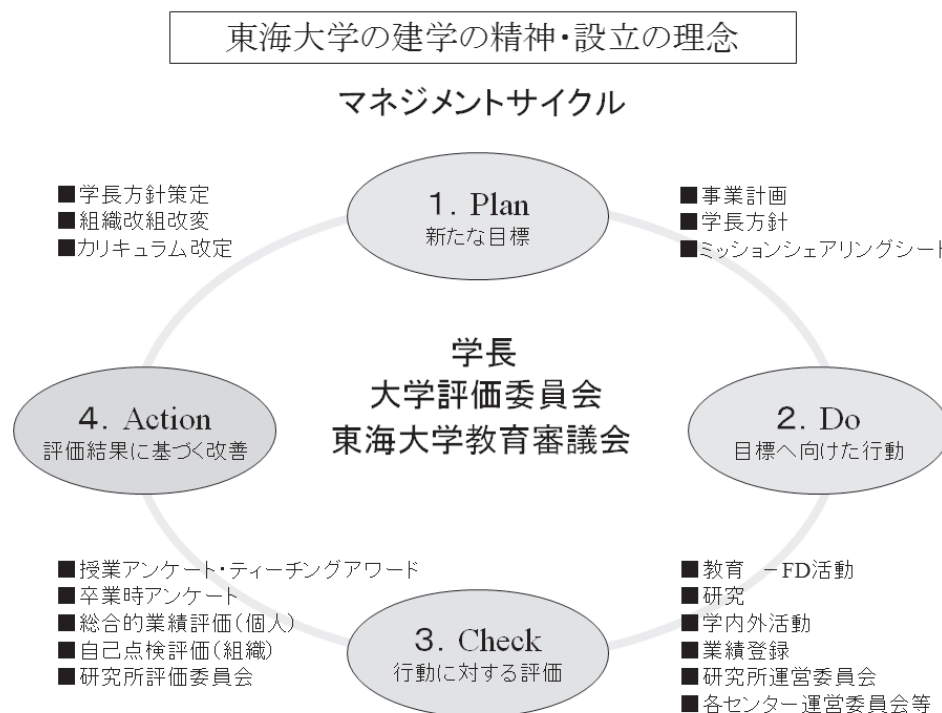 東海大学の建学の精神・設立の理念
マネジメントサイクル
1. Plan
新たな目標
■学長方針策定
■組織改組改変
■カリキュラム改定
■事業計画
■学長方針
■ミッションシェアリングシート
学長
大学評価委員会
東海大学教育審議会
4. Action
評価結果に基づく改善
2. Do
目標へ向けた行動
■授業アンケート・ティーチングアワード
■卒業時アンケート
■総合的業績評価(個人)
■自己点検評価(組織)
■研究所評価委員会
3. Check
行動に対する評価
■教育 －FD活動
■研究
■学内外活動
■業績登録
■研究所運営委員会
■各センター運営委員会等